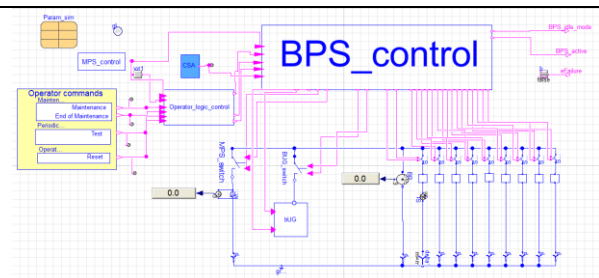 Param_sim
BPS_idle_mode
MPS_control
BPS_control
BPS_active
CSA
Operator commands
Mainten...
Maintenance
End of Maintenance
Operator_logic_control
Periodic...
Test
Operat...
Reset
MPS_switch
BUG_switch
0.0
0.0
bUG